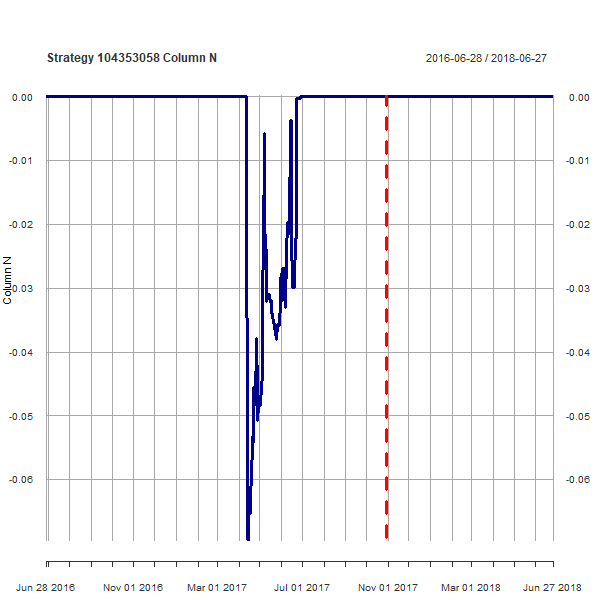 Strategy 104353058 Column N 2016-06-28 / 2018-06-27
0.00 0.00
-0.01 -0.01
-0.02 -0.02
-0.03 -0.03
-0.04 -0.04
-0.05 -0.05
-0.06 -0.06
Column N
Jun 28 2016 Nov 01 2016 Mar 01 2017 Jul 01 2017 Nov 01 2017 Mar 01 2018 Jun 27 2018